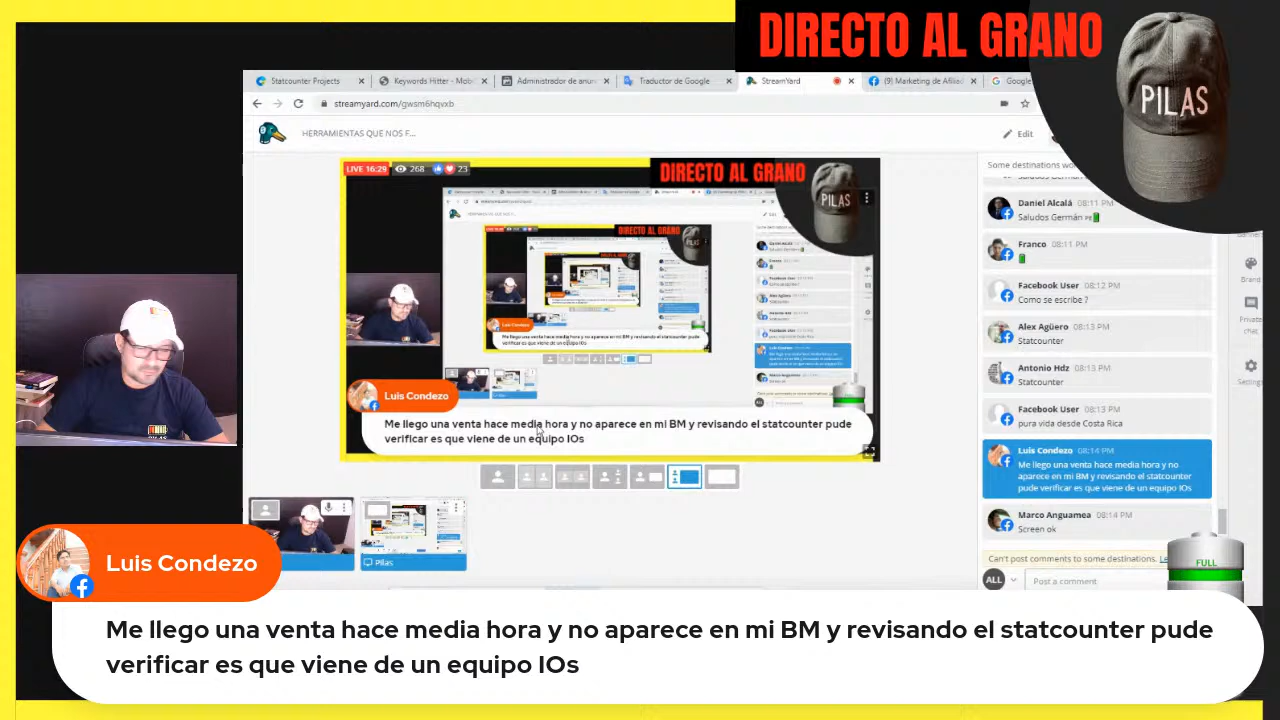 DIRECTO AL GRANO
PILAS
Statcounter Projects
Keywords Hitter - Mob
Administrador de anun
Traductor de Google
StreamYard
(9) Marketing de Afiliad
Google
streamyard.com/gwsm6hqvxb
HERRAMIENTAS QUE NOS F...
Edit
Some destinations wo
LIVE 16:29
268
23
DIRECTO AL GRANO
PILAS
Daniel Alcalá 08:11 PM
Saludos Germán
Franco 08:11 PM
Facebook User 08:12 PM
Como se escribe ?
Alex Agüero 08:13 PM
Statcounter
Antonio Hdz 08:13 PM
Statcounter
Facebook User 08:13 PM
pura vida desde Costa Rica
Luis Condezo 08:14 PM
Me llego una venta hace media hora y no
aparece en mi BM y revisando el
statcounter pude
verificar es que viene de un equipo IOs
Marco Anguamea 08:14 PM
Screen ok
Can't post comments to some destinations. Le
ALL
Post a comment
Brand
Private
chat
Settings
Luis Condezo
Me llego una venta hace media hora y no aparece en mi BM y revisando el statcounter pude
verificar es que viene de un equipo IOs
Pilas
FULL
Luis Condezo
Me llego una venta hace media hora y no aparece en mi BM y revisando el statcounter pude
verificar es que viene de un equipo IOs